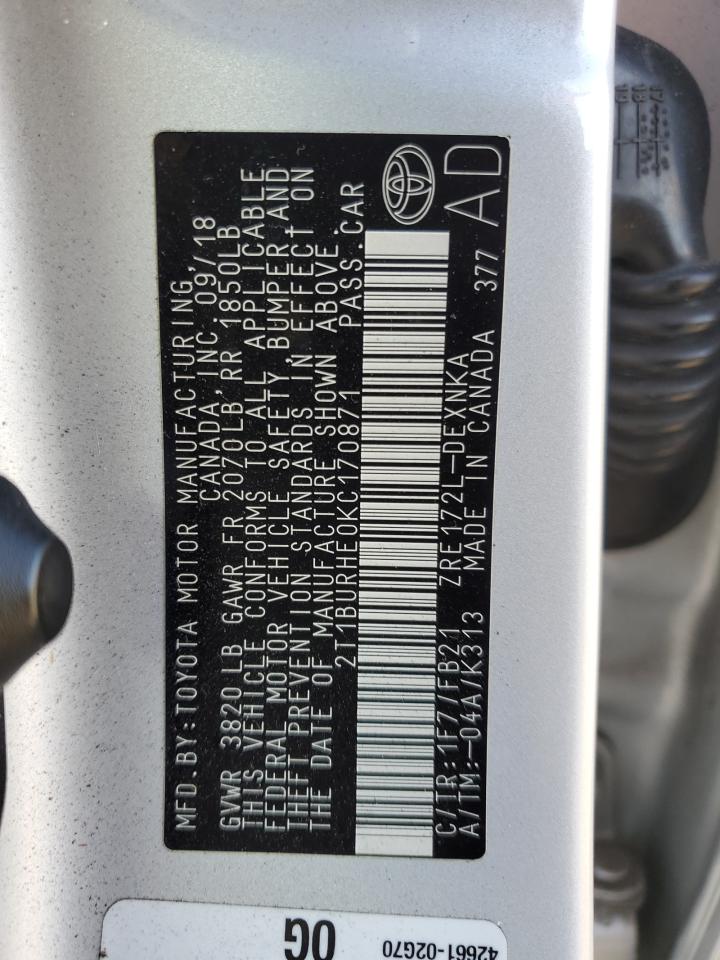 MFD.BY:TOYOTA MOTOR MANUFACTURING,
CANADA,INC. 09/18
GVWR 3820LB GAWR FR 2070LB,RR 1850LB
THIS VEHICLE CONFORMS TO ALL APPLICABLE
FEDERAL MOTOR VEHICLE SAFETY,BUMPER,AND
THEFT PREVENTION STANDARDS IN EFFECT ON
THE DATE OF MANUFACTURE SHOWN ABOVE.
2T1BURHE0KC170871 PASS.CAR
C/TR:1F7/FB21 ZRE172L-DEXNKA
A/TM:-04A/K313 MADE IN CANADA 377 AD
0G
42661-02G70